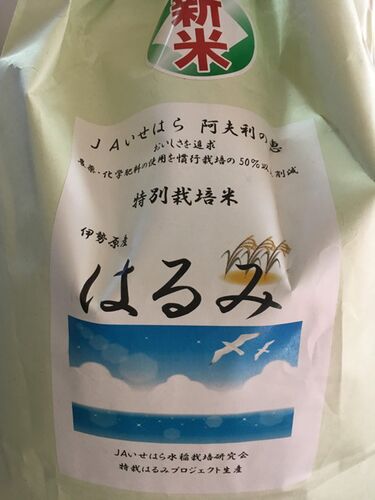 新米
JAいせはら 阿夫利の恵
おいしさを追求
農薬・化学肥料の使用を慣行栽培の50%以上削減
特別栽培米
伊勢原産
はるみ
JAいせはら水稲栽培研究会
特栽はるみプロジェクト生産